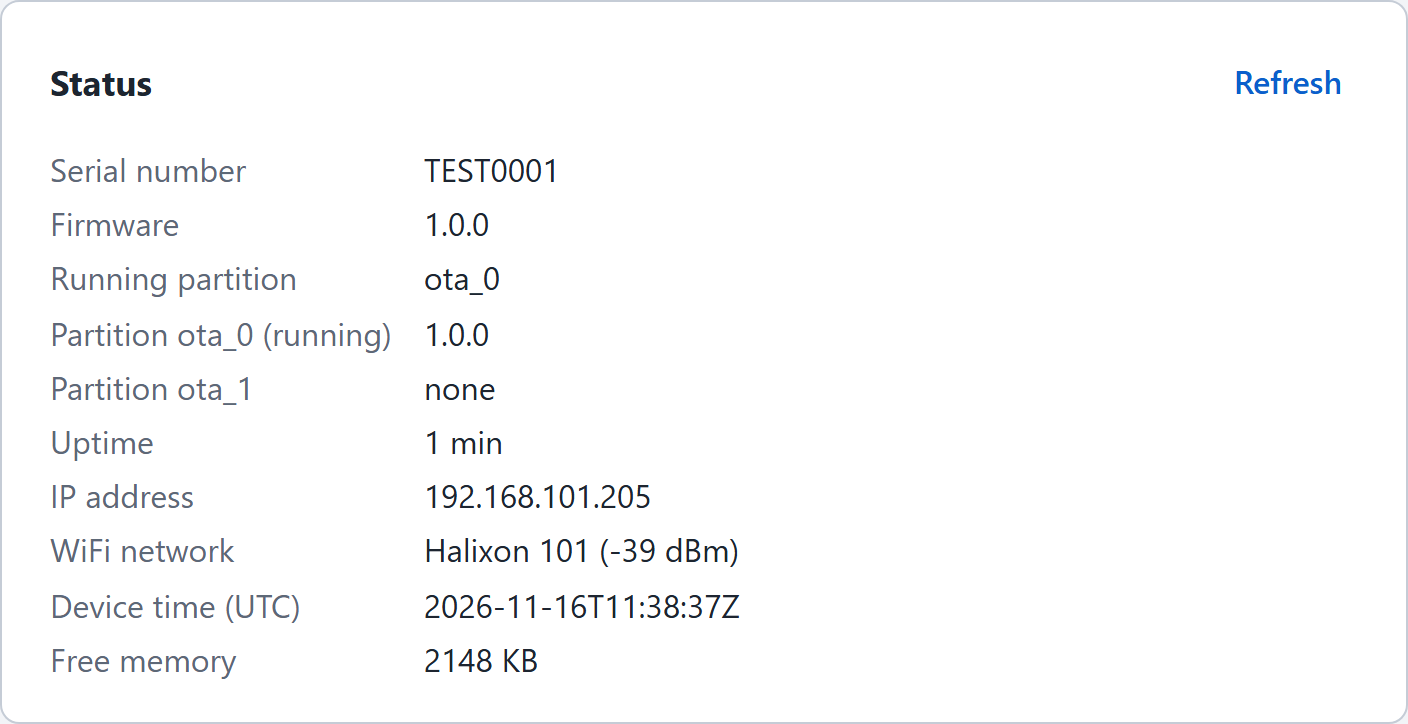 Status Refresh
Serial number TEST0001
Firmware 1.0.0
Running partition ota_0
Partition ota_0 (running) 1.0.0
Partition ota_1 none
Uptime 1 min
IP address 192.168.101.205
WiFi network Halixon 101 (-39 dBm)
Device time (UTC) 2026-11-16T11:38:37Z
Free memory 2148 KB